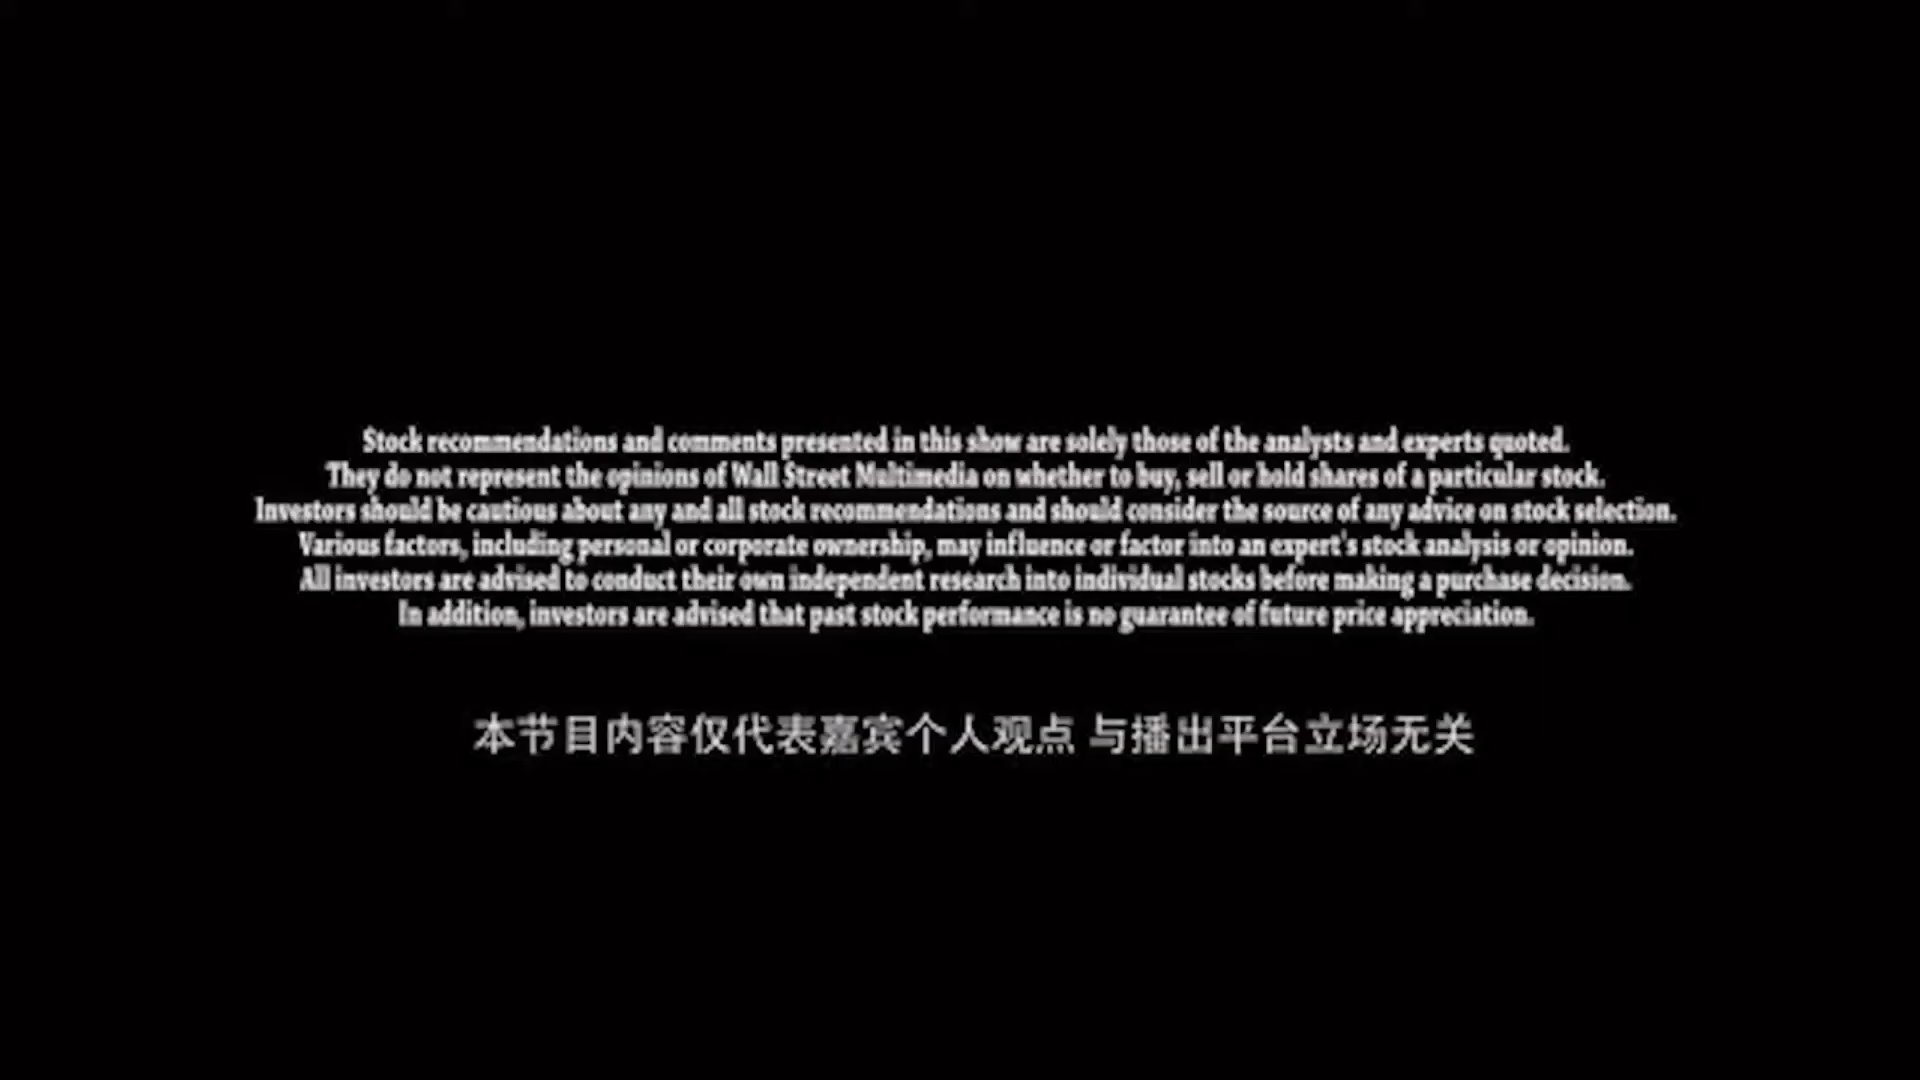 Stock recommendations and comments presented in this show are solely those of the analysts and experts quoted.
They do not represent the opinions of Wall Street Multimedia on whether to buy, sell or hold shares of a particular stock.
Investors should be cautious about any and all stock recommendations and should consider the source of any advice on stock selection.
Various factors, including personal or corporate ownership, may influence or factor into an expert's stock analysis or opinion.
All investors are advised to conduct their own independent research into individual stocks before making a purchase decision.
In addition, investors are advised that past stock performance is no guarantee of future price appreciation.
本节目内容仅代表嘉宾个人观点 与播出平台立场无关